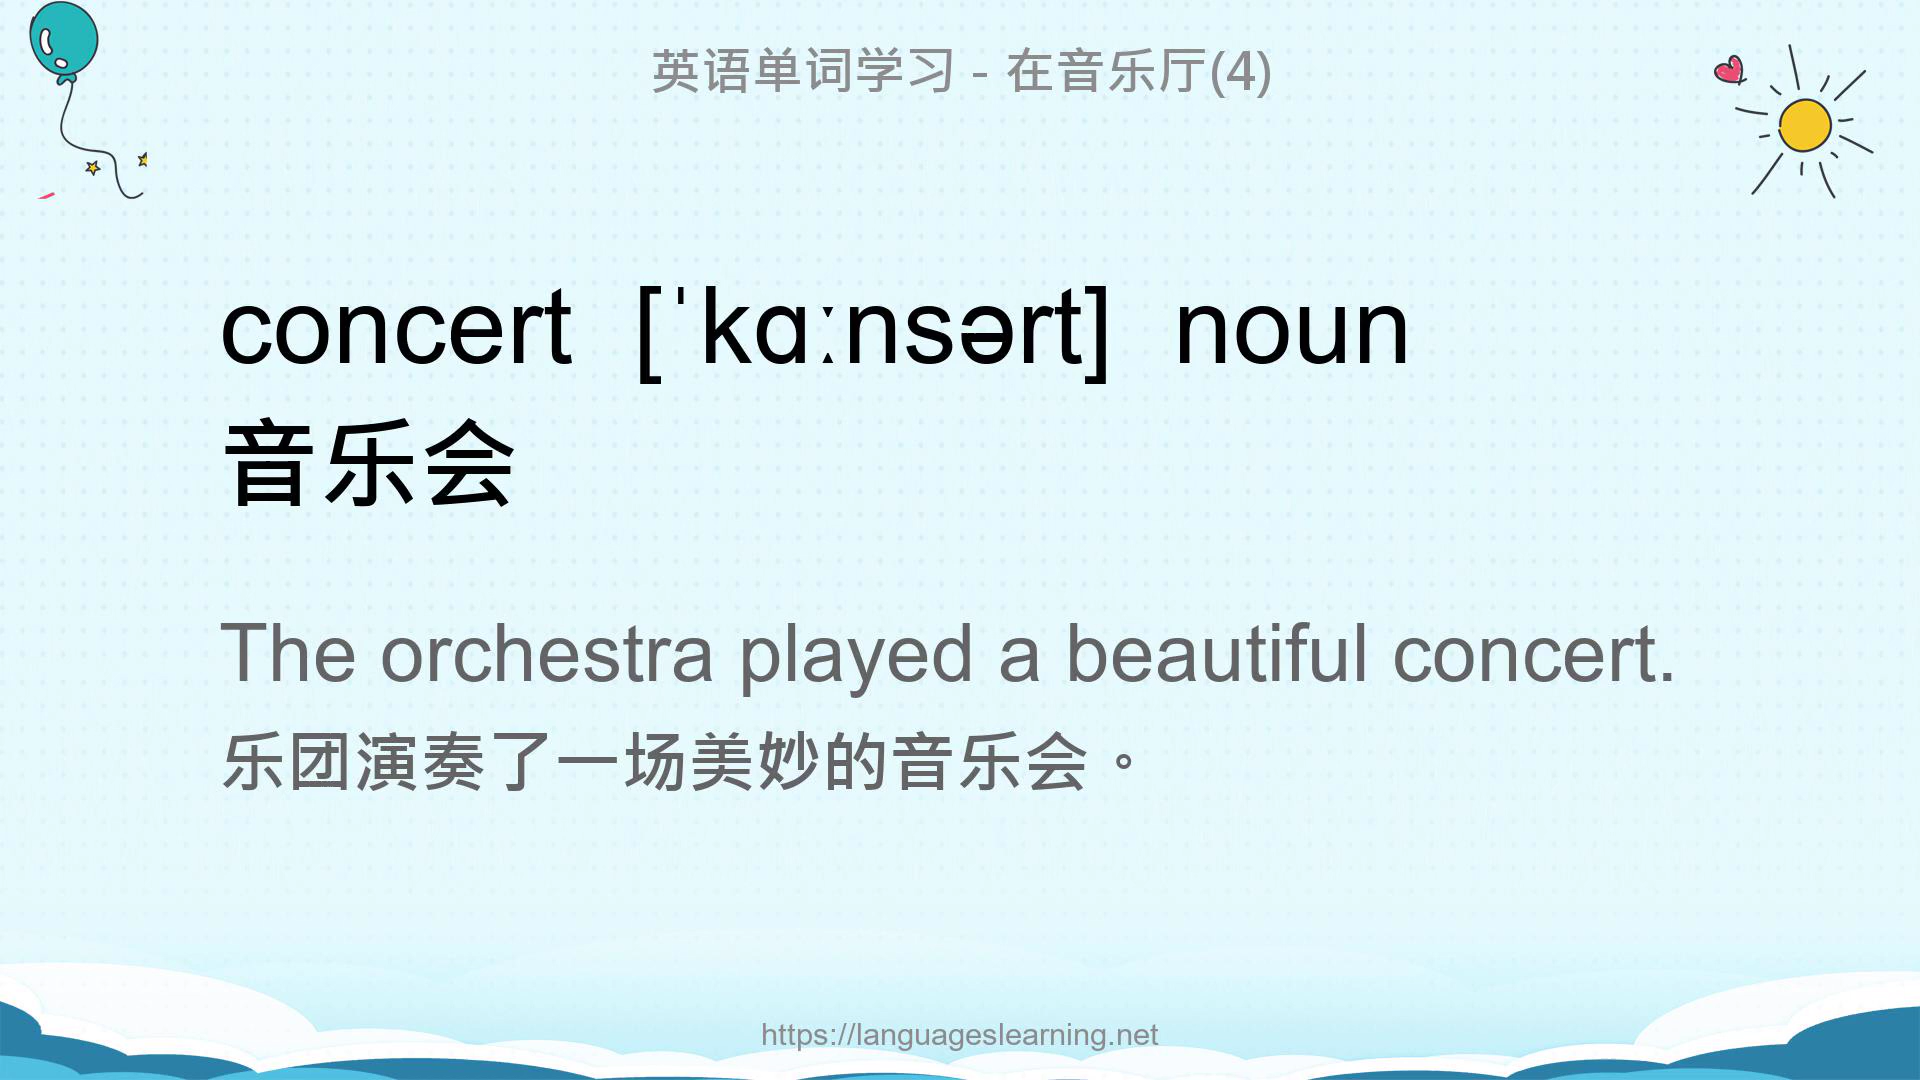 英语单词学习 - 在音乐厅(4)
concert [ˈkɑːnsərt] noun
音乐会
The orchestra played a beautiful concert.
乐团演奏了一场美妙的音乐会。
https://languageslearning.net